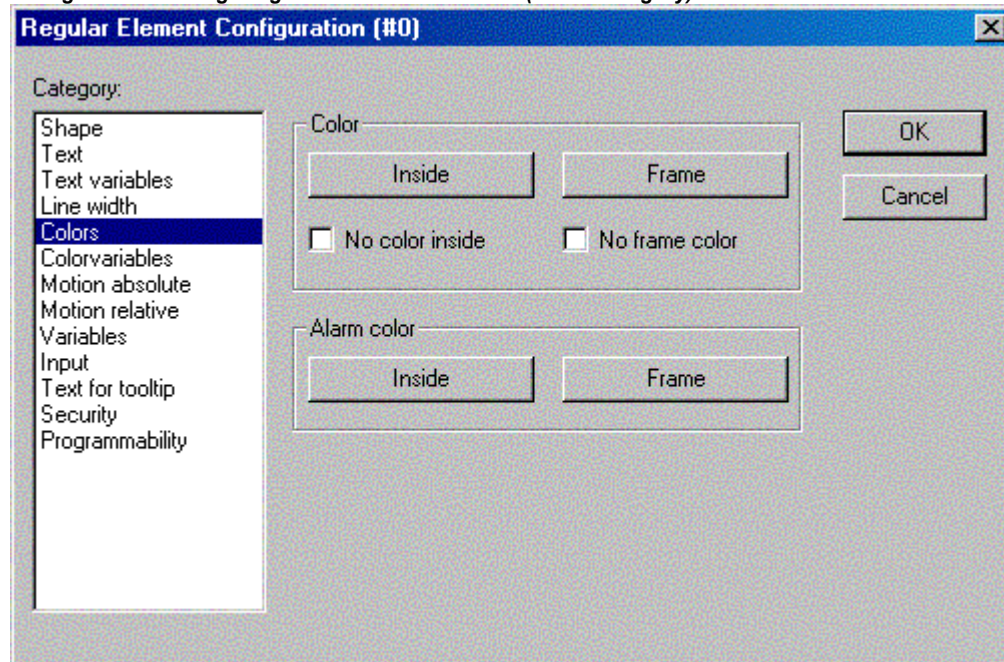 Regular Element Configuration (#0)
Category:
Shape
Text
Text variables
Line width
Colors
Colorvariables
Motion absolute
Motion relative
Variables
Input
Text for tooltip
Security
Programmability
Color
Inside
Frame
No color inside
No frame color
Alarm color
Inside
Frame
OK
Cancel